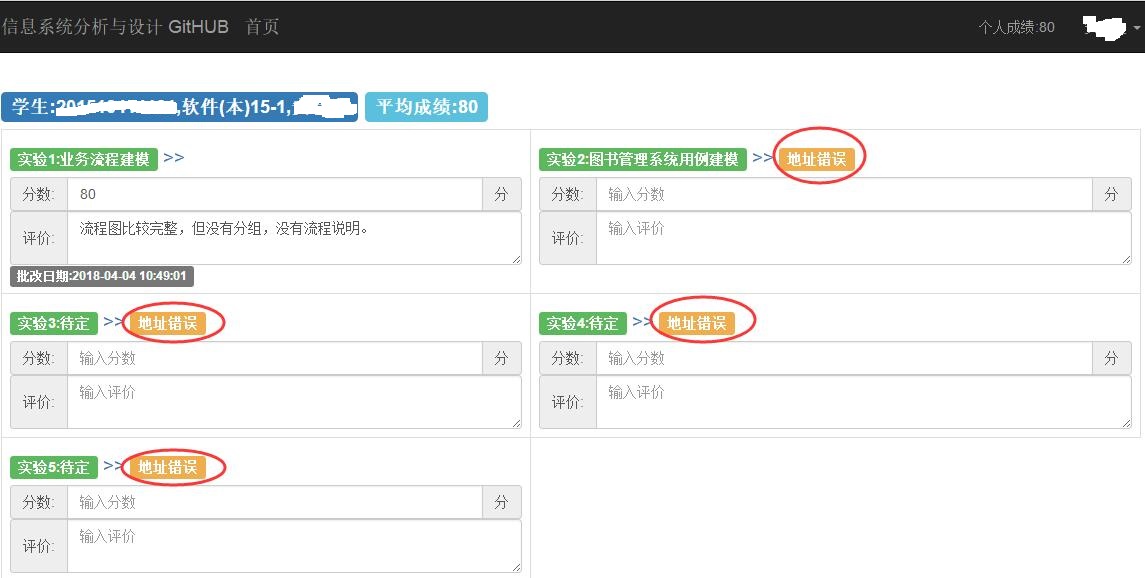 信息系统分析与设计 GitHUB 首页 个人成绩:80
学生: ,软件(本)15-1, 平均成绩:80
实验1:业务流程建模 >>
分数: 80 分
评价: 流程图比较完整，但没有分组，没有流程说明。
批改日期:2018-04-04 10:49:01
实验2:图书管理系统用例建模 >> 地址错误
分数: 输入分数 分
评价: 输入评价
实验3:待定 >> 地址错误
分数: 输入分数 分
评价: 输入评价
实验4:待定 >> 地址错误
分数: 输入分数 分
评价: 输入评价
实验5:待定 >> 地址错误
分数: 输入分数 分
评价: 输入评价